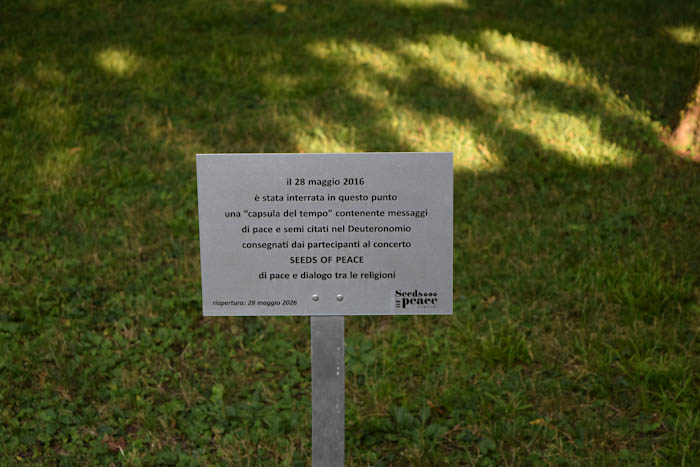 il 28 maggio 2016
è stata interrata in questo punto
una “capsula del tempo” contenente messaggi
di pace e semi citati nel Deuteronomio
consegnati dai partecipanti al concerto
SEEDS OF PEACE
di pace e dialogo tra le religioni
riapertura: 28 maggio 2026
Seeds
OF peace
CONCERT